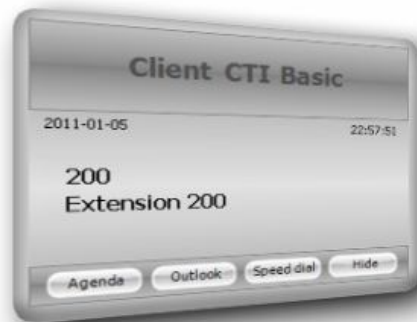 Client CTI Basic
2011-01-05 22:57:51
200
Extension 200
Agenda Outlook Speed dial Hide